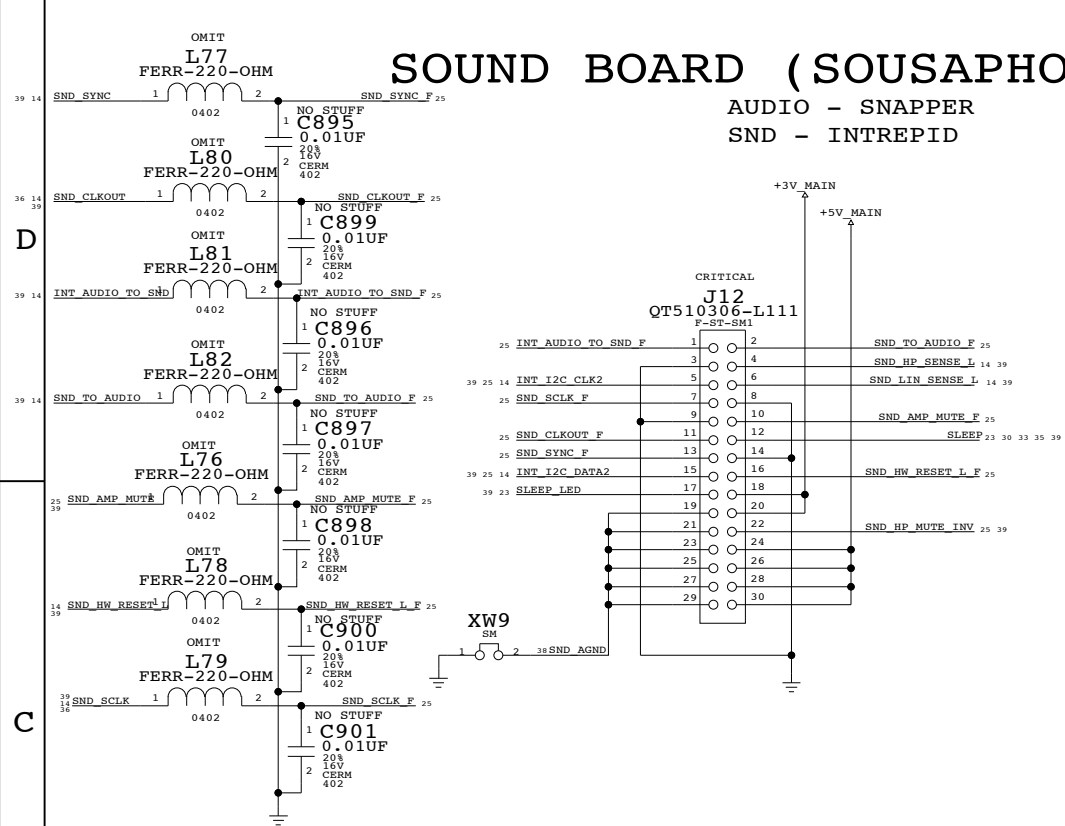 SOUND BOARD (SOUSAPHO
AUDIO – SNAPPER
SND – INTREPID
D
C
OMIT
L77
FERR-220-OHM
39 14 SND_SYNC 1 2 SND_SYNC_F 25
0402
NO STUFF
1 C895
0.01UF
20%
16V
2 CERM
402
OMIT
L80
FERR-220-OHM
36 14 SND_CLKOUT 1 2 SND_CLKOUT_F 25
39
0402
NO STUFF
1 C899
0.01UF
20%
16V
2 CERM
402
OMIT
L81
FERR-220-OHM
39 14 INT_AUDIO_TO_SND 1 2 INT_AUDIO_TO_SND_F 25
0402
NO STUFF
1 C896
0.01UF
20%
16V
2 CERM
402
OMIT
L82
FERR-220-OHM
39 14 SND_TO_AUDIO 1 2 SND_TO_AUDIO_F 25
0402
NO STUFF
1 C897
0.01UF
20%
16V
2 CERM
402
OMIT
L76
FERR-220-OHM
25 SND_AMP_MUTE 1 2 SND_AMP_MUTE_F 25
39
0402
NO STUFF
1 C898
0.01UF
20%
16V
2 CERM
402
OMIT
L78
FERR-220-OHM
14 SND_HW_RESET_L 1 2 SND_HW_RESET_L_F 25
39
0402
NO STUFF
1 C900
0.01UF
20%
16V
2 CERM
402
OMIT
L79
FERR-220-OHM
39
14 SND_SCLK 1 2 SND_SCLK_F 25
36
0402
NO STUFF
1 C901
0.01UF
20%
16V
2 CERM
402
+3V_MAIN
+5V_MAIN
CRITICAL
J12
QT510306-L111
F-ST-SM1
25 INT_AUDIO_TO_SND_F 1 2 SND_TO_AUDIO_F 25
3 4 SND_HP_SENSE_L 14 39
39 25 14 INT_I2C_CLK2 5 6 SND_LIN_SENSE_L 14 39
25 SND_SCLK_F 7 8
9 10 SND_AMP_MUTE_F 25
25 SND_CLKOUT_F 11 12 SLEEP 23 30 33 35 39
25 SND_SYNC_F 13 14
39 25 14 INT_I2C_DATA2 15 16 SND_HW_RESET_L_F 25
39 23 SLEEP_LED 17 18
19 20
21 22 SND_HP_MUTE_INV 25 39
23 24
25 26
27 28
29 30
XW9
SM
1 2 38 SND_AGND